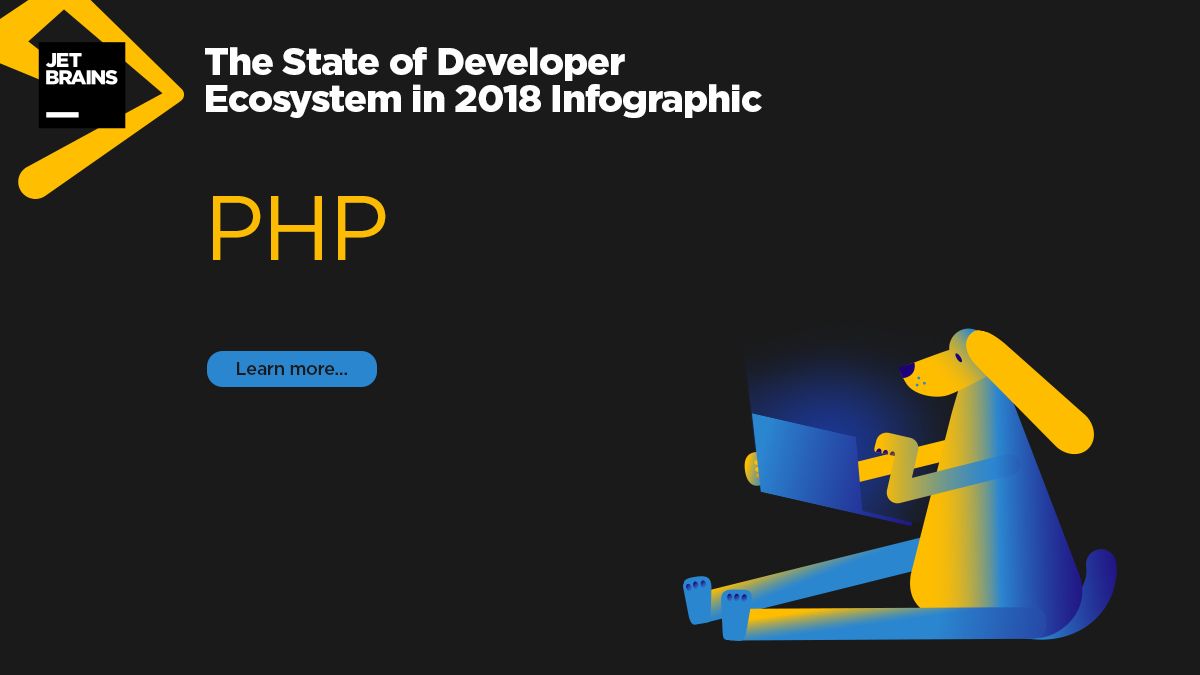 JET
BRAINS
The State of Developer
Ecosystem in 2018 Infographic
PHP
Learn more...